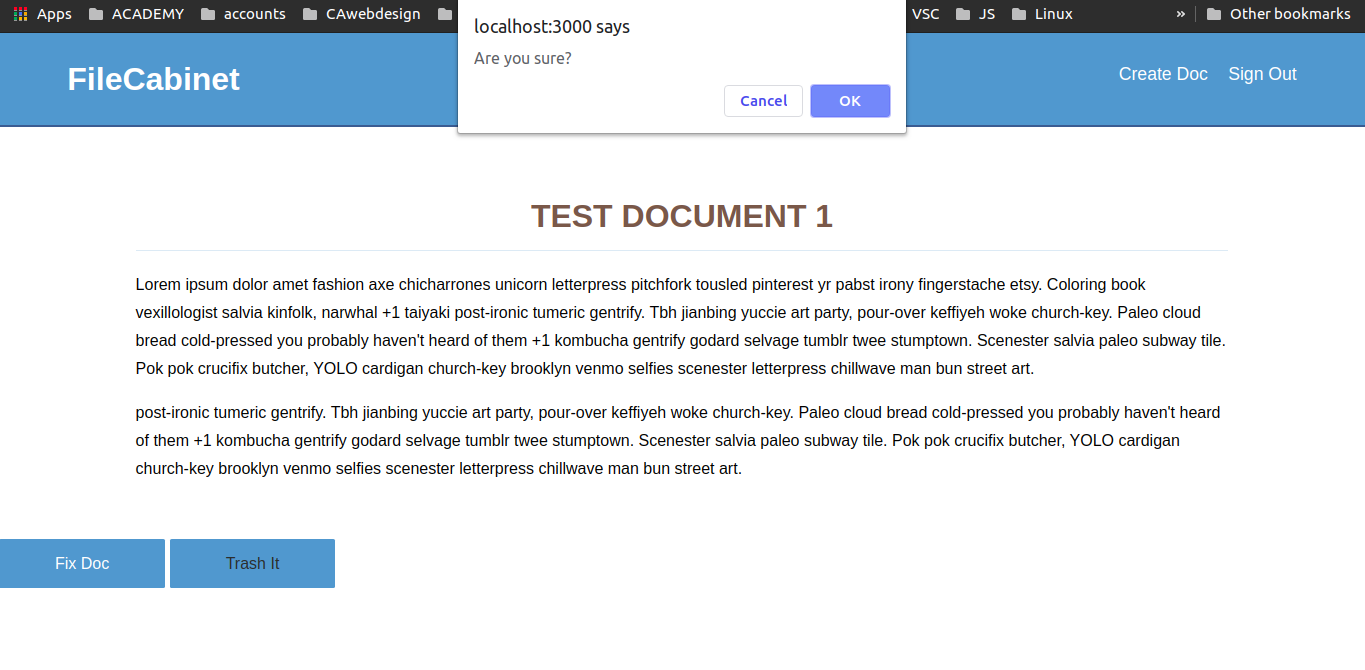 Apps ACADEMY accounts CAwebdesign VSC JS Linux » Other bookmarks
localhost:3000 says
Are you sure?
Cancel OK
FileCabinet Create Doc Sign Out
TEST DOCUMENT 1
Lorem ipsum dolor amet fashion axe chicharrones unicorn letterpress pitchfork tousled pinterest yr pabst irony fingerstache etsy. Coloring book
vexillologist salvia kinfolk, narwhal +1 taiyaki post-ironic tumeric gentrify. Tbh jianbing yuccie art party, pour-over keffiyeh woke church-key. Paleo cloud
bread cold-pressed you probably haven't heard of them +1 kombucha gentrify godard selvage tumblr twee stumptown. Scenester salvia paleo subway tile.
Pok pok crucifix butcher, YOLO cardigan church-key brooklyn venmo selfies scenester letterpress chillwave man bun street art.
post-ironic tumeric gentrify. Tbh jianbing yuccie art party, pour-over keffiyeh woke church-key. Paleo cloud bread cold-pressed you probably haven't heard
of them +1 kombucha gentrify godard selvage tumblr twee stumptown. Scenester salvia paleo subway tile. Pok pok crucifix butcher, YOLO cardigan
church-key brooklyn venmo selfies scenester letterpress chillwave man bun street art.
Fix Doc Trash It